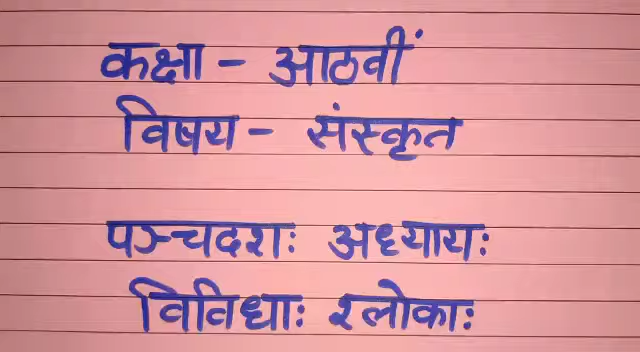 कक्षा - आठवीं
विषय - संस्कृत
पञ्चदशः अध्यायः
विविधाः श्लोकाः